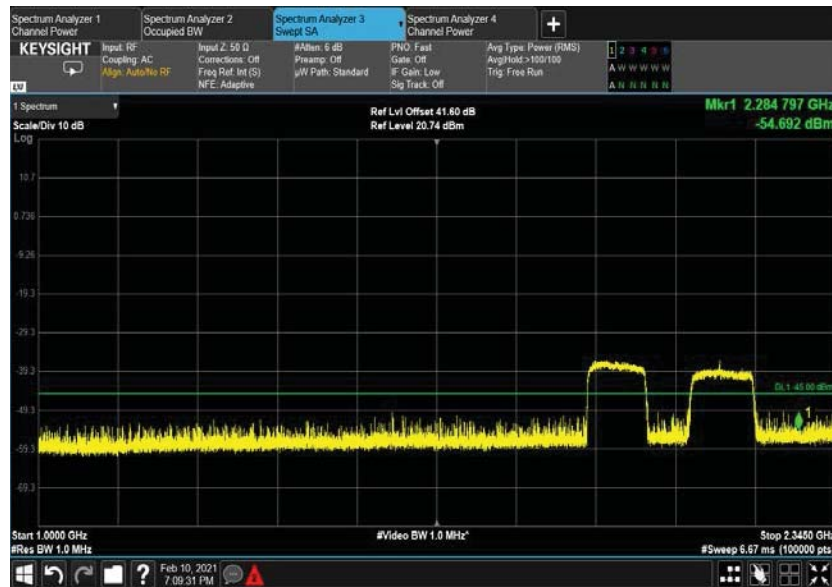 Spectrum Analyzer 1
Channel Power
Spectrum Analyzer 2
Occupied BW
Spectrum Analyzer 3
Swept SA
Spectrum Analyzer 4
Channel Power
KEYSIGHT
Input: RF
Coupling: AC
Align: Auto/No RF
Input Z: 50 Ω
Corrections: Off
Freq Ref: Int (S)
NFE: Adaptive
#Atten: 6 dB
Preamp: Off
µW Path: Standard
PNO: Fast
Gate: Off
IF Gain: Low
Sig Track: Off
Avg Type: Power (RMS)
Avg|Hold:>100/100
Trig: Free Run
1 2 3 4 5 6
A W W W W W
A N N N N N
LXI
1 Spectrum
Scale/Div 10 dB
Ref Lvl Offset 41.60 dB
Ref Level 20.74 dBm
Mkr1 2.284 797 GHz
-54.692 dBm
Log
10.7
0.736
-9.26
-19.3
-29.3
-39.3
-49.3
-59.3
-69.3
DL1 -45.00 dBm
1
Start 1.0000 GHz
#Res BW 1.0 MHz
#Video BW 1.0 MHz*
Stop 2.3450 GHz
#Sweep 6.67 ms (100000 pts)
?
Feb 10, 2021
7:09:31 PM